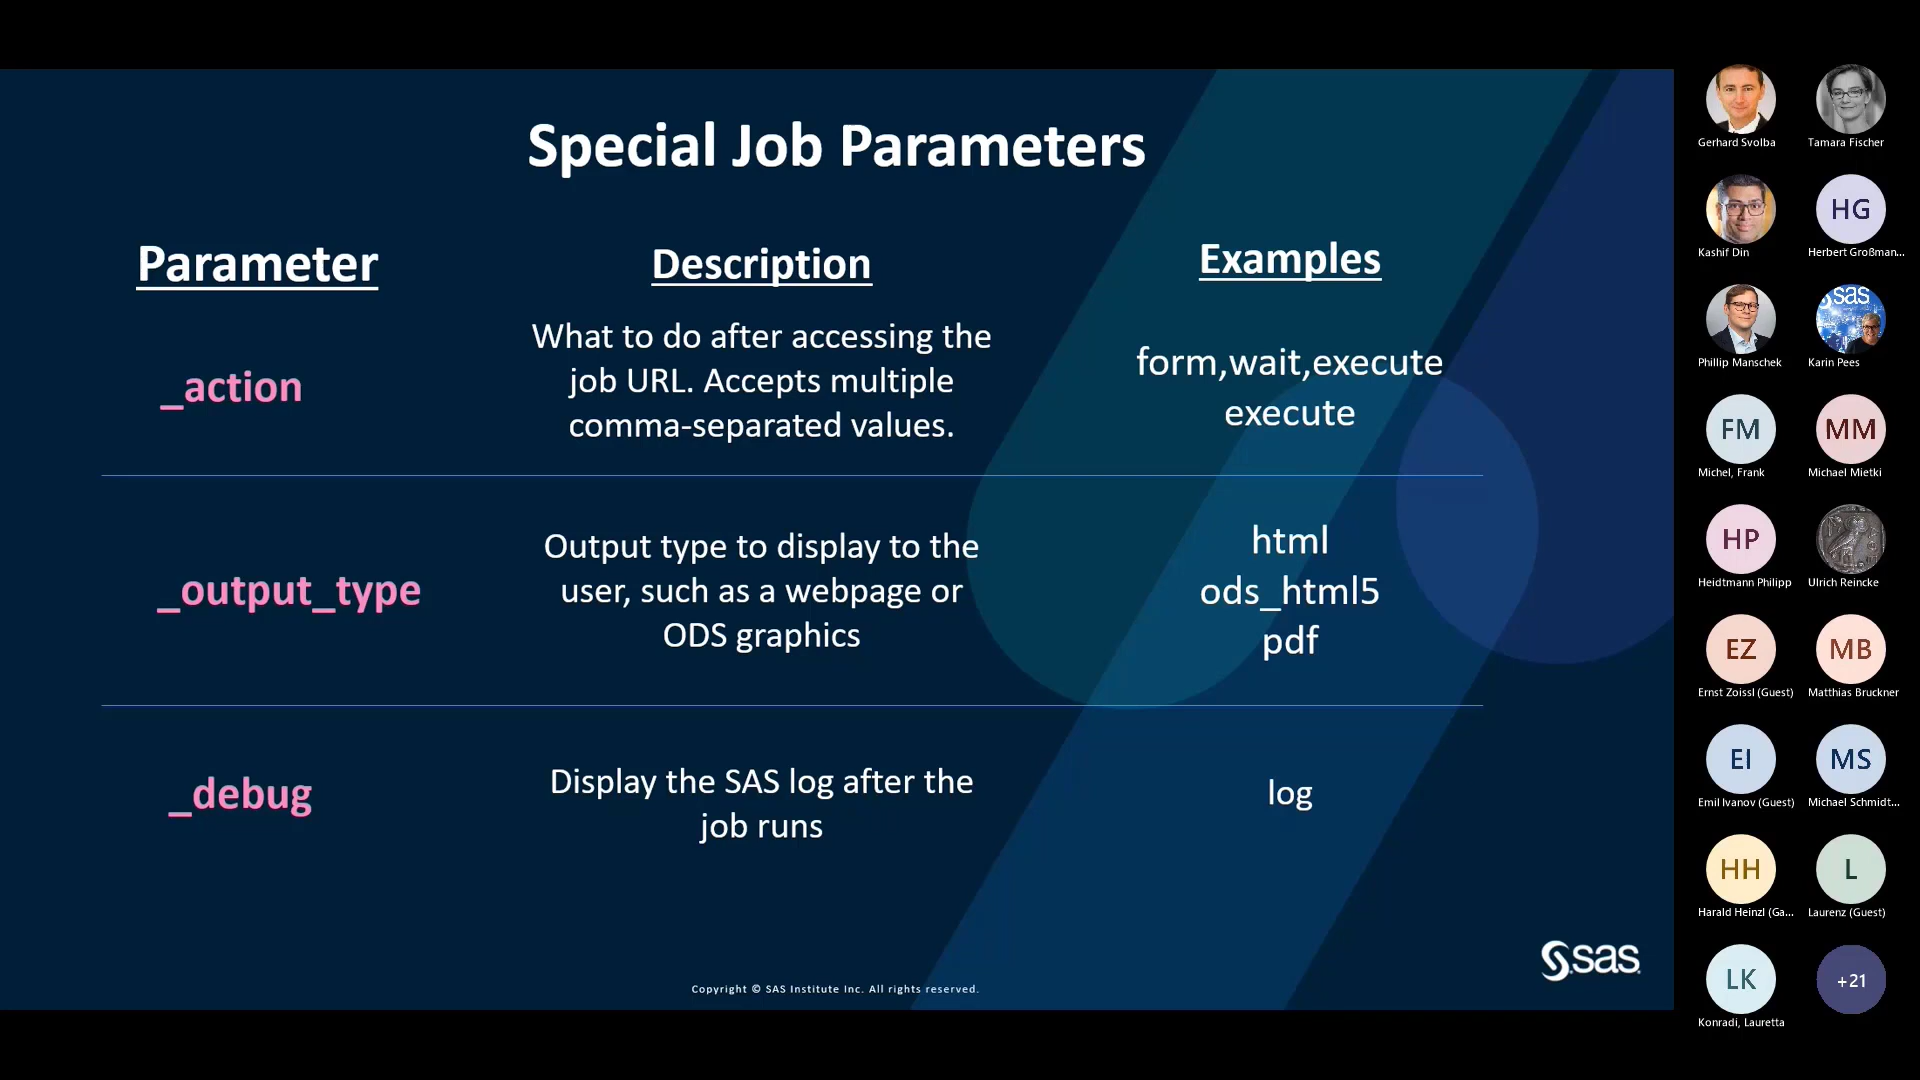 Special Job Parameters
Parameter
Description
Examples
_action
What to do after accessing the
job URL. Accepts multiple
comma-separated values.
form,wait,execute
execute
_output_type
Output type to display to the
user, such as a webpage or
ODS graphics
html
ods_html5
pdf
_debug
Display the SAS log after the
job runs
log
Copyright © SAS Institute Inc. All rights reserved.
sas
Gerhard Svolba
Tamara Fischer
Kashif Din
HG
Herbert Großman...
sas
Phillip Manschek
Karin Pees
FM
Michel, Frank
MM
Michael Mietki
HP
Heidtmann Philipp
Ulrich Reincke
EZ
Ernst Zoissl (Guest)
MB
Matthias Bruckner
EI
Emil Ivanov (Guest)
MS
Michael Schmidt...
HH
Harald Heinzl (Ga...
L
Laurenz (Guest)
LK
Konradi, Lauretta
+21